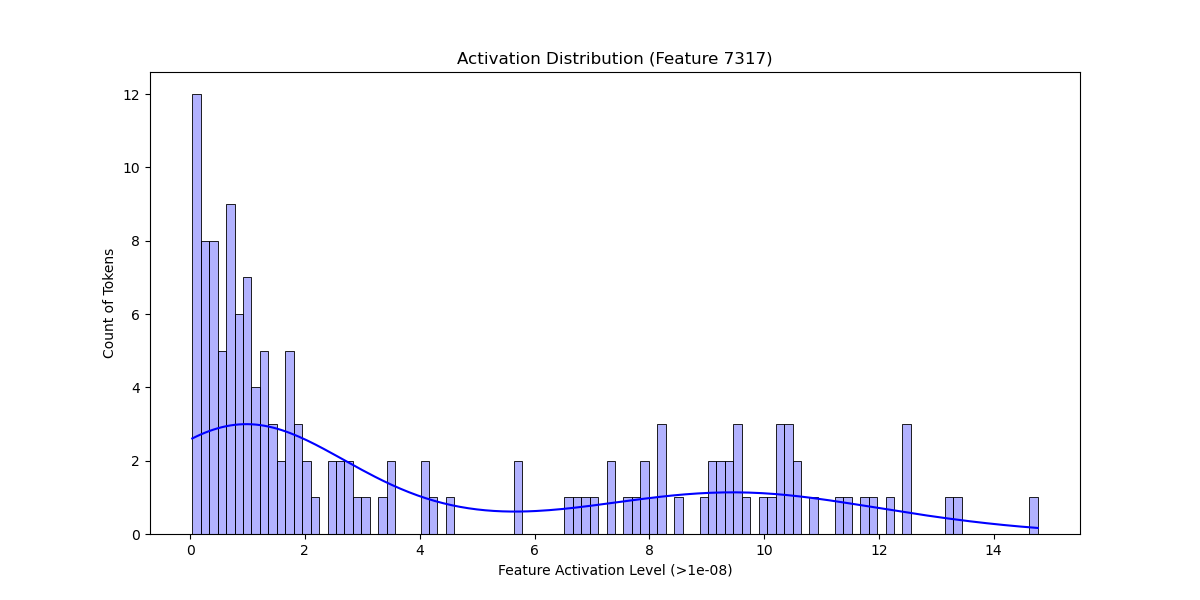 Activation Distribution (Feature 7317)
Count of Tokens
12
10
8
6
4
2
0
0 2 4 6 8 10 12 14
Feature Activation Level (>1e-08)